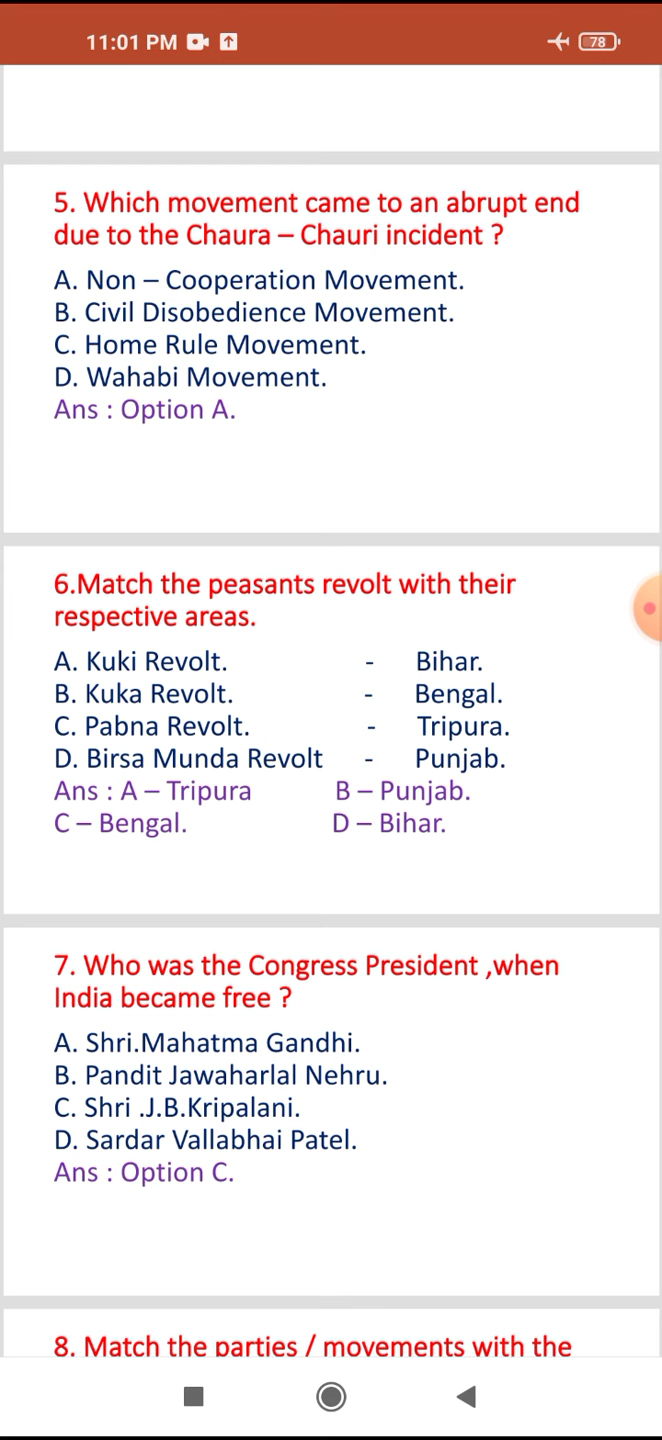 11:01 PM
78
5. Which movement came to an abrupt end
due to the Chaura – Chauri incident ?
A. Non – Cooperation Movement.
B. Civil Disobedience Movement.
C. Home Rule Movement.
D. Wahabi Movement.
Ans : Option A.
6.Match the peasants revolt with their
respective areas.
A. Kuki Revolt. - Bihar.
B. Kuka Revolt. - Bengal.
C. Pabna Revolt. - Tripura.
D. Birsa Munda Revolt - Punjab.
Ans : A – Tripura B – Punjab.
C – Bengal. D – Bihar.
7. Who was the Congress President ,when
India became free ?
A. Shri.Mahatma Gandhi.
B. Pandit Jawaharlal Nehru.
C. Shri .J.B.Kripalani.
D. Sardar Vallabhai Patel.
Ans : Option C.
8. Match the parties / movements with the